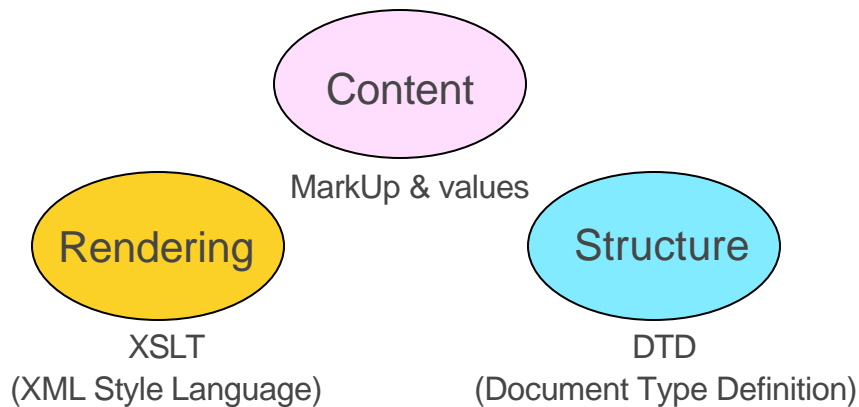 Content
MarkUp & values
Rendering
XSLT
(XML Style Language)
Structure
DTD
(Document Type Definition)